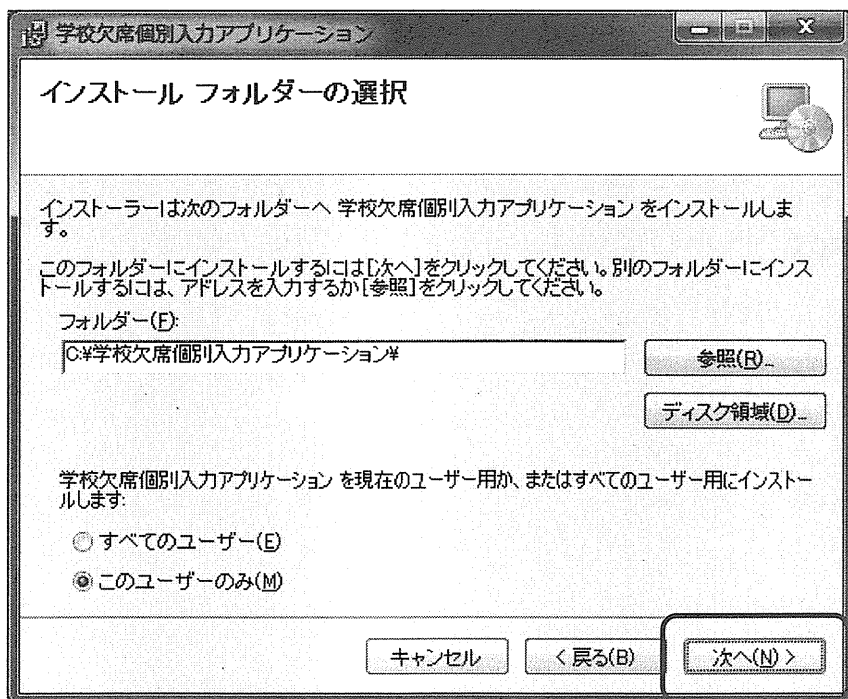 学校欠席個別入力アプリケーション
インストール フォルダーの選択
インストーラーは次のフォルダーへ 学校欠席個別入力アプリケーション をインストールしま
す。
このフォルダーにインストールするには[次へ]をクリックしてください。別のフォルダーにインス
トールするには、アドレスを入力するか[参照]をクリックしてください。
フォルダー(F):
C:¥学校欠席個別入力アプリケーション¥
参照(R)...
ディスク領域(D)...
学校欠席個別入力アプリケーション を現在のユーザー用か、またはすべてのユーザー用にインストー
ルします:
すべてのユーザー(E)
このユーザーのみ(M)
キャンセル
< 戻る(B)
次へ(N) >